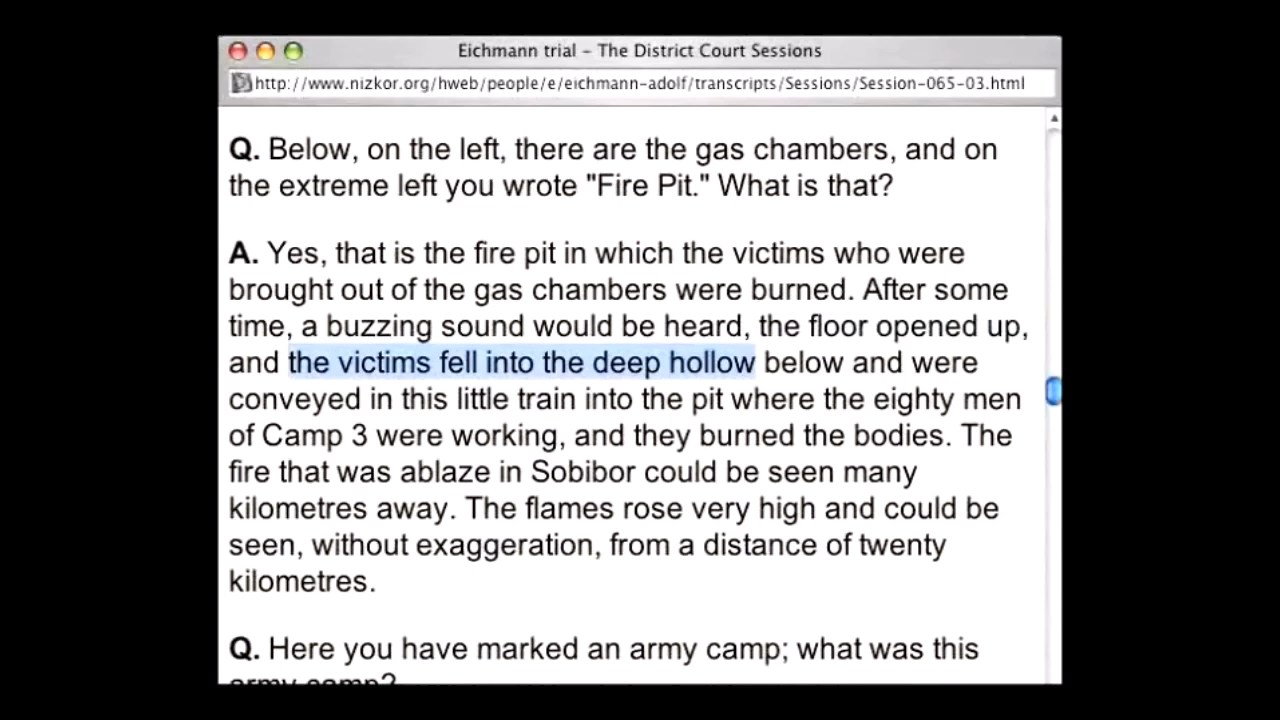 Eichmann trial – The District Court Sessions
http://www.nizkor.org/hweb/people/e/eichmann-adolf/transcripts/Sessions/Session-065-03.html
Q. Below, on the left, there are the gas chambers, and on
the extreme left you wrote "Fire Pit." What is that?
A. Yes, that is the fire pit in which the victims who were
brought out of the gas chambers were burned. After some
time, a buzzing sound would be heard, the floor opened up,
and the victims fell into the deep hollow below and were
conveyed in this little train into the pit where the eighty men
of Camp 3 were working, and they burned the bodies. The
fire that was ablaze in Sobibor could be seen many
kilometres away. The flames rose very high and could be
seen, without exaggeration, from a distance of twenty
kilometres.
Q. Here you have marked an army camp; what was this
army camp?